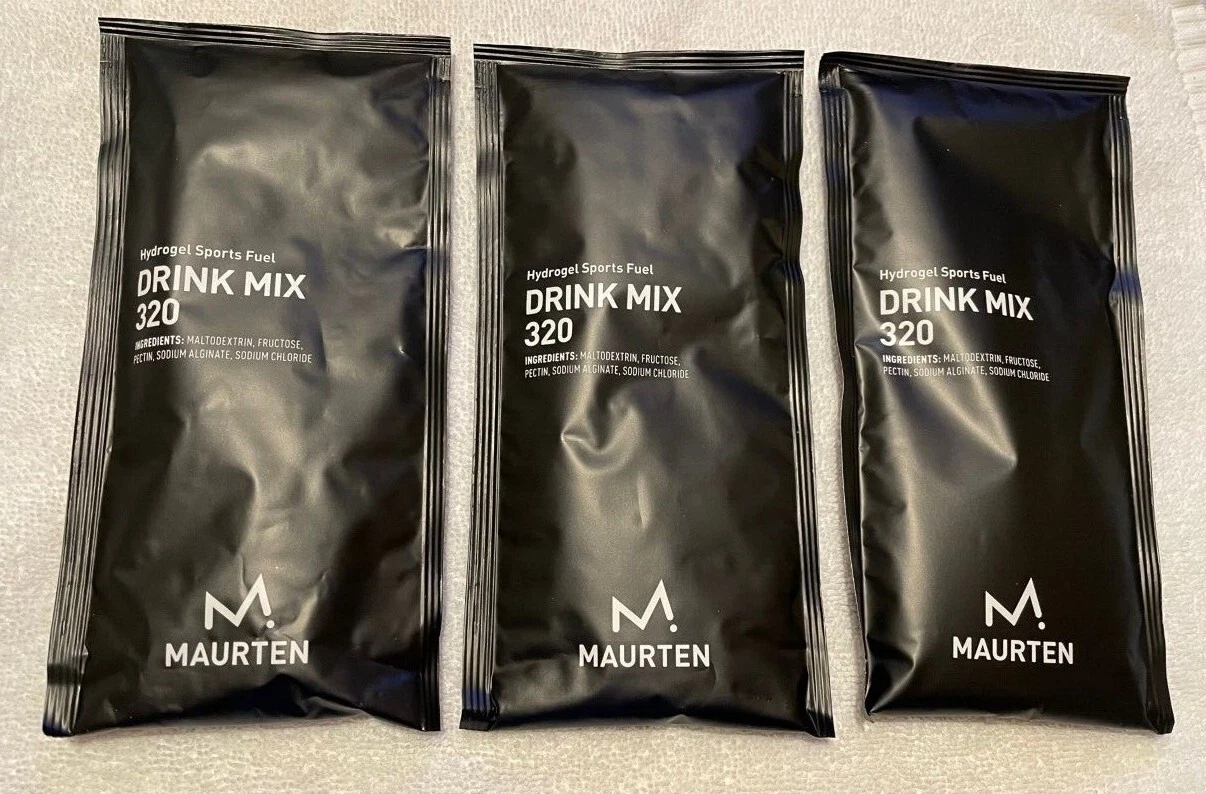 Hydrogel Sports Fuel
DRINK MIX
320
INGREDIENTS: MALTODEXTRIN, FRUCTOSE,
PECTIN, SODIUM ALGINATE, SODIUM CHLORIDE
MAURTEN
Hydrogel Sports Fuel
DRINK MIX
320
INGREDIENTS: MALTODEXTRIN, FRUCTOSE,
PECTIN, SODIUM ALGINATE, SODIUM CHLORIDE
MAURTEN
Hydrogel Sports Fuel
DRINK MIX
320
INGREDIENTS: MALTODEXTRIN, FRUCTOSE,
PECTIN, SODIUM ALGINATE, SODIUM CHLORIDE
MAURTEN